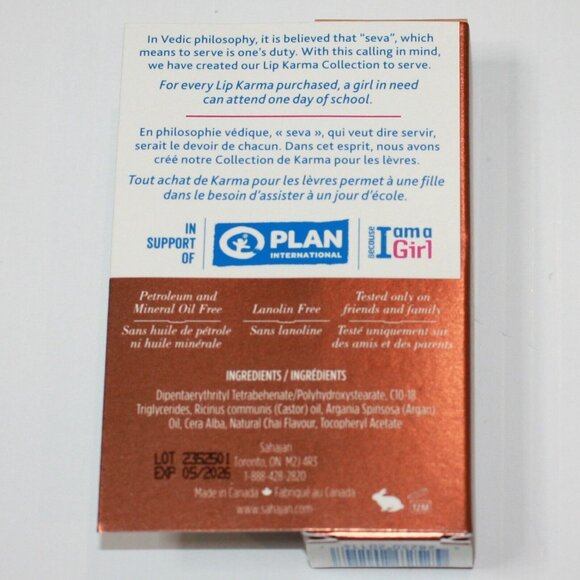 In Vedic philosophy, it is believed that "seva", which
means to serve is one's duty. With this calling in mind,
we have created our Lip Karma Collection to serve.
For every Lip Karma purchased, a girl in need
can attend one day of school.
En philosophie védique, « seva », qui veut dire servir,
serait le devoir de chacun. Dans cet esprit, nous avons
créé notre Collection de Karma pour les lèvres.
Tout achat de Karma pour les lèvres permet à une fille
dans le besoin d'assister à un jour d'école.
IN
SUPPORT
OF
PLAN
INTERNATIONAL
Because
I am a
Girl
Petroleum and
Mineral Oil Free
Sans huile de pétrole
ni huile minérale
Lanolin Free
Sans lanoline
Tested only on
friends and family
Testé uniquement sur
des amis et des parents
INGREDIENTS / INGRÉDIENTS
Dipentaerythrityl Tetrabehenate/Polyhydroxystearate, C10-18
Triglycerides, Ricinus communis (Castor) oil, Argania Spinsosa (Argan)
Oil, Cera Alba, Natural Chai Flavour, Tocopheryl Acetate
LOT 2352501
EXP 05/2026
Sahajan
Toronto, ON M2J 4R3
1-888-428-2820
Made in Canada Fabriqué au Canada
www.sahajan.com
12M